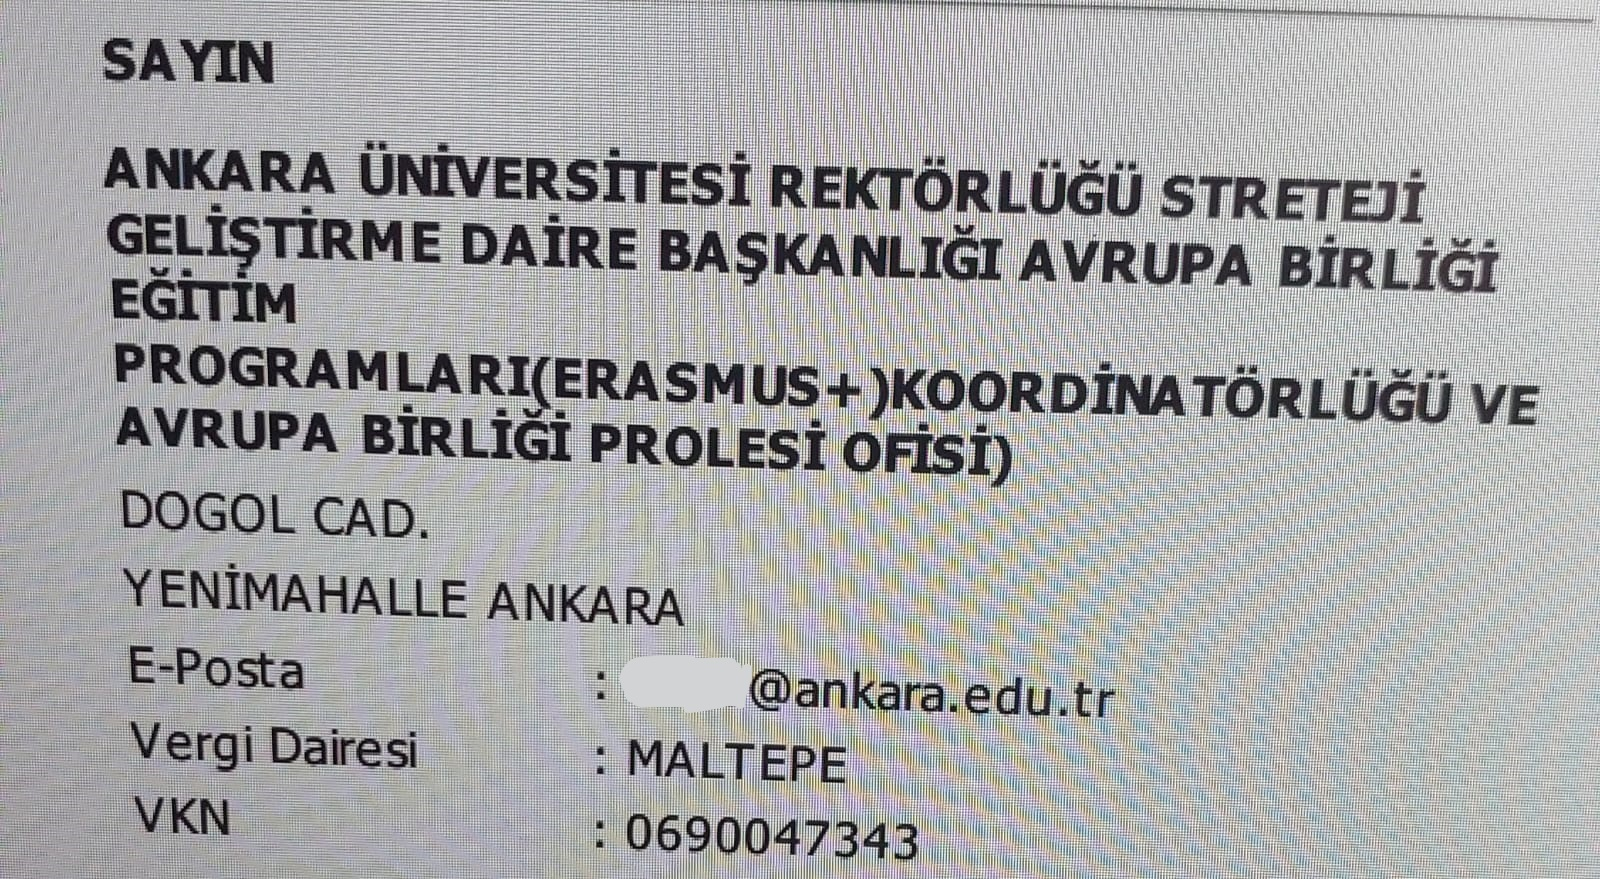 SAYIN
ANKARA ÜNİVERSİTESİ REKTÖRLÜĞÜ STRETEJİ
GELİŞTİRME DAİRE BAŞKANLIĞI AVRUPA BİRLİĞİ
EĞİTİM
PROGRAMLARI(ERASMUS+)KOORDİNATÖRLÜĞÜ VE
AVRUPA BİRLİĞİ PROLESİ OFİSİ)
DOGOL CAD.
YENİMAHALLE ANKARA
E-Posta : @ankara.edu.tr
Vergi Dairesi : MALTEPE
VKN : 0690047343